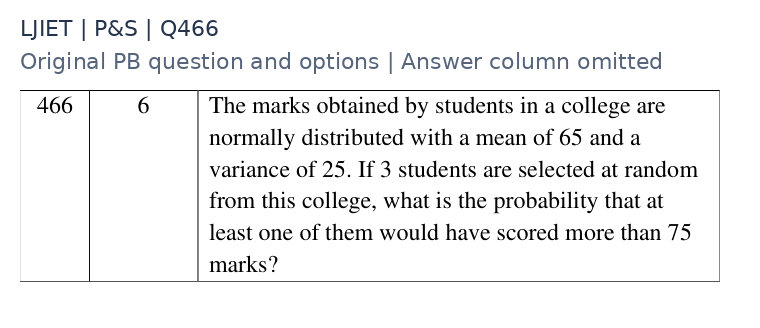 LJIET | P&S | Q466
Original PB question and options | Answer column omitted
466 6 The marks obtained by students in a college are
normally distributed with a mean of 65 and a
variance of 25. If 3 students are selected at random
from this college, what is the probability that at
least one of them would have scored more than 75
marks?